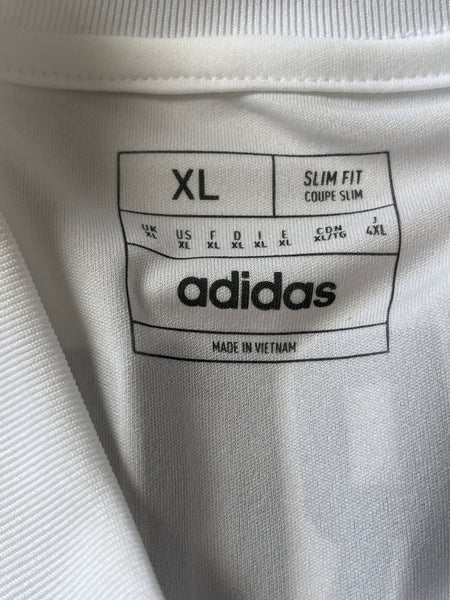 XL
SLIM FIT
COUPE SLIM
UK US F D I E CDN J
XL XL XL XL XL XL XL/TG 4XL
adidas
MADE IN VIETNAM